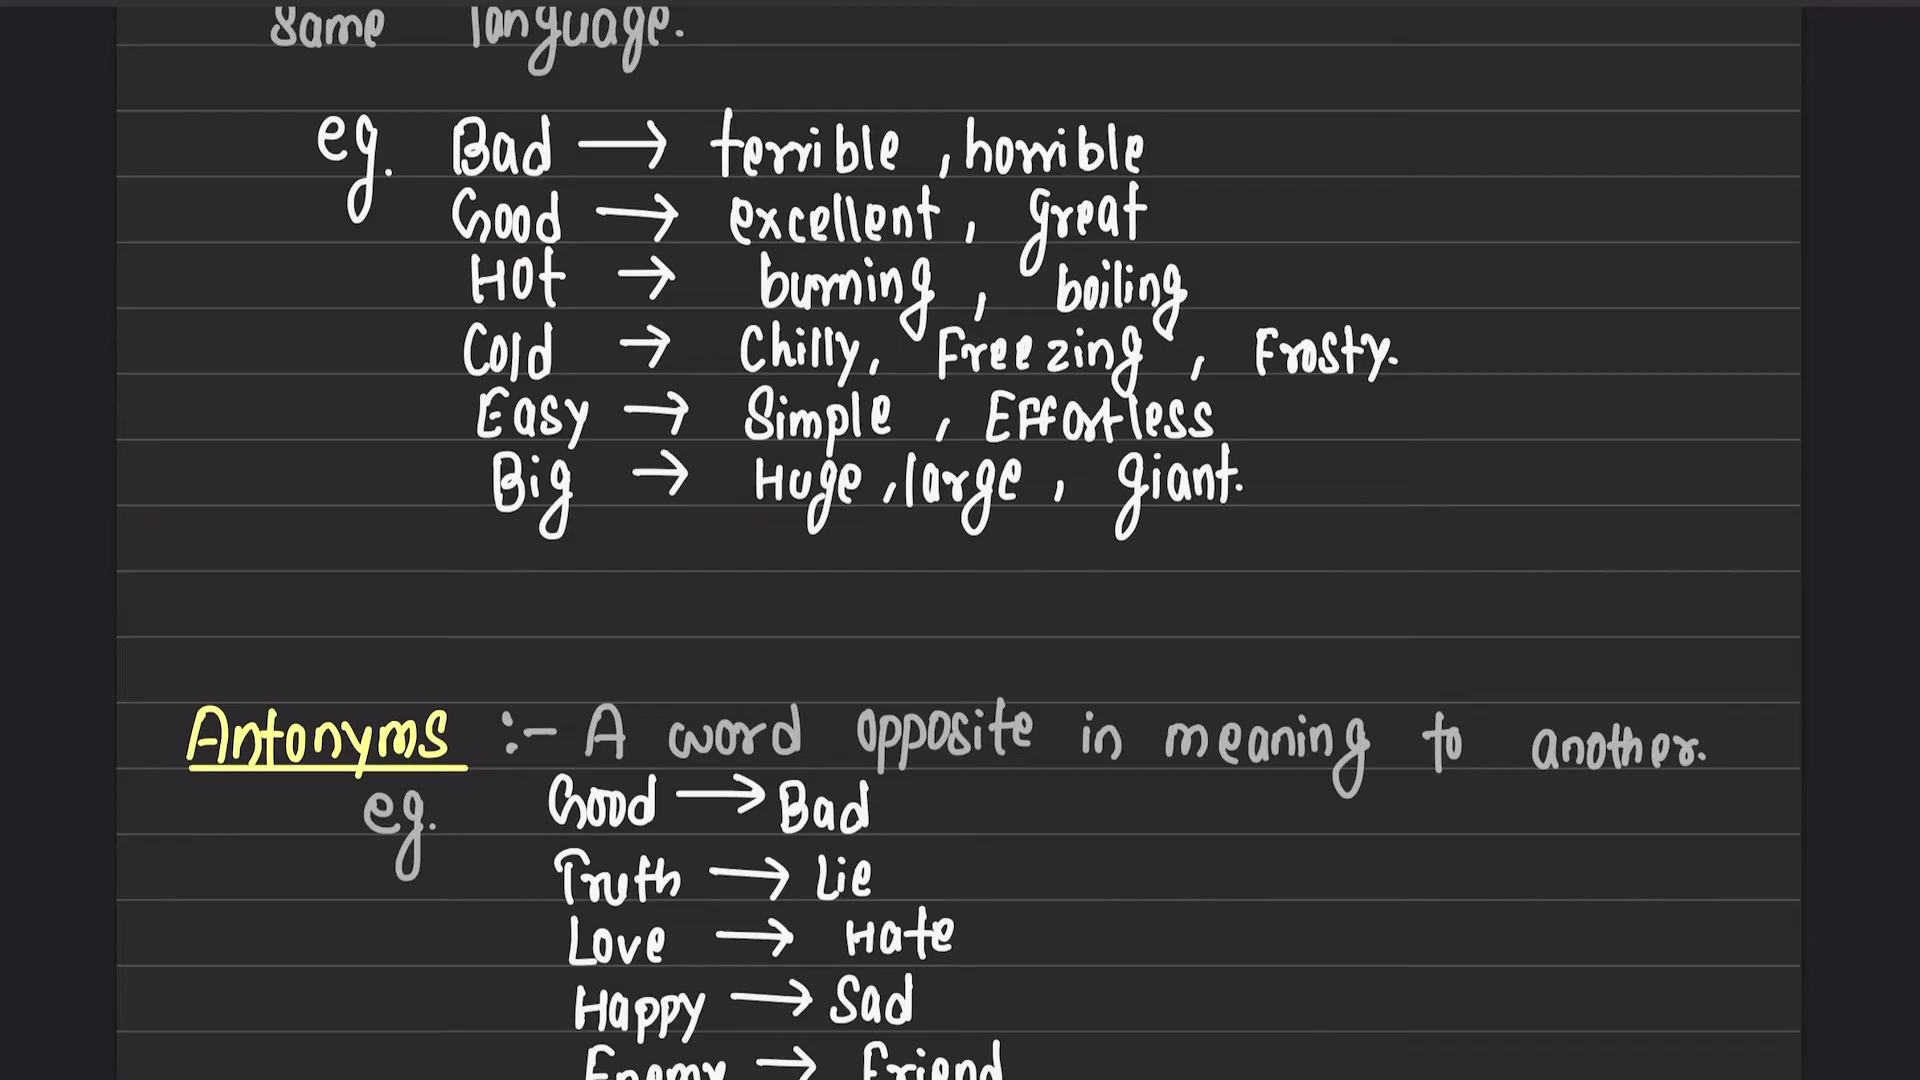 same language.
eg. Bad → terrible, horrible
Good → excellent, great
Hot → burning, boiling
Cold → Chilly, Freezing, Frosty.
Easy → Simple, Effortless
Big → Huge, large, giant.
Antonyms :- A word opposite in meaning to another.
eg. Good → Bad
Truth → Lie
Love → Hate
Happy → Sad
Enemy → Friend